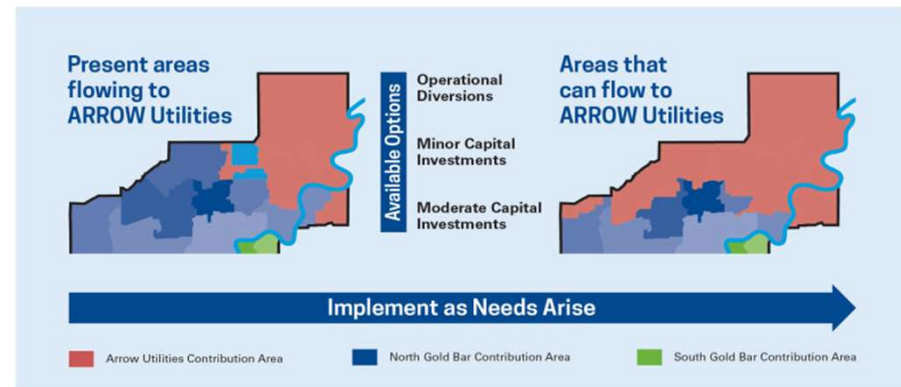 Present areas
flowing to
ARROW Utilities
Available Options
Operational
Diversions
Minor Capital
Investments
Moderate Capital
Investments
Areas that
can flow to
ARROW Utilities
Implement as Needs Arise
Arrow Utilities Contribution Area
North Gold Bar Contribution Area
South Gold Bar Contribution Area